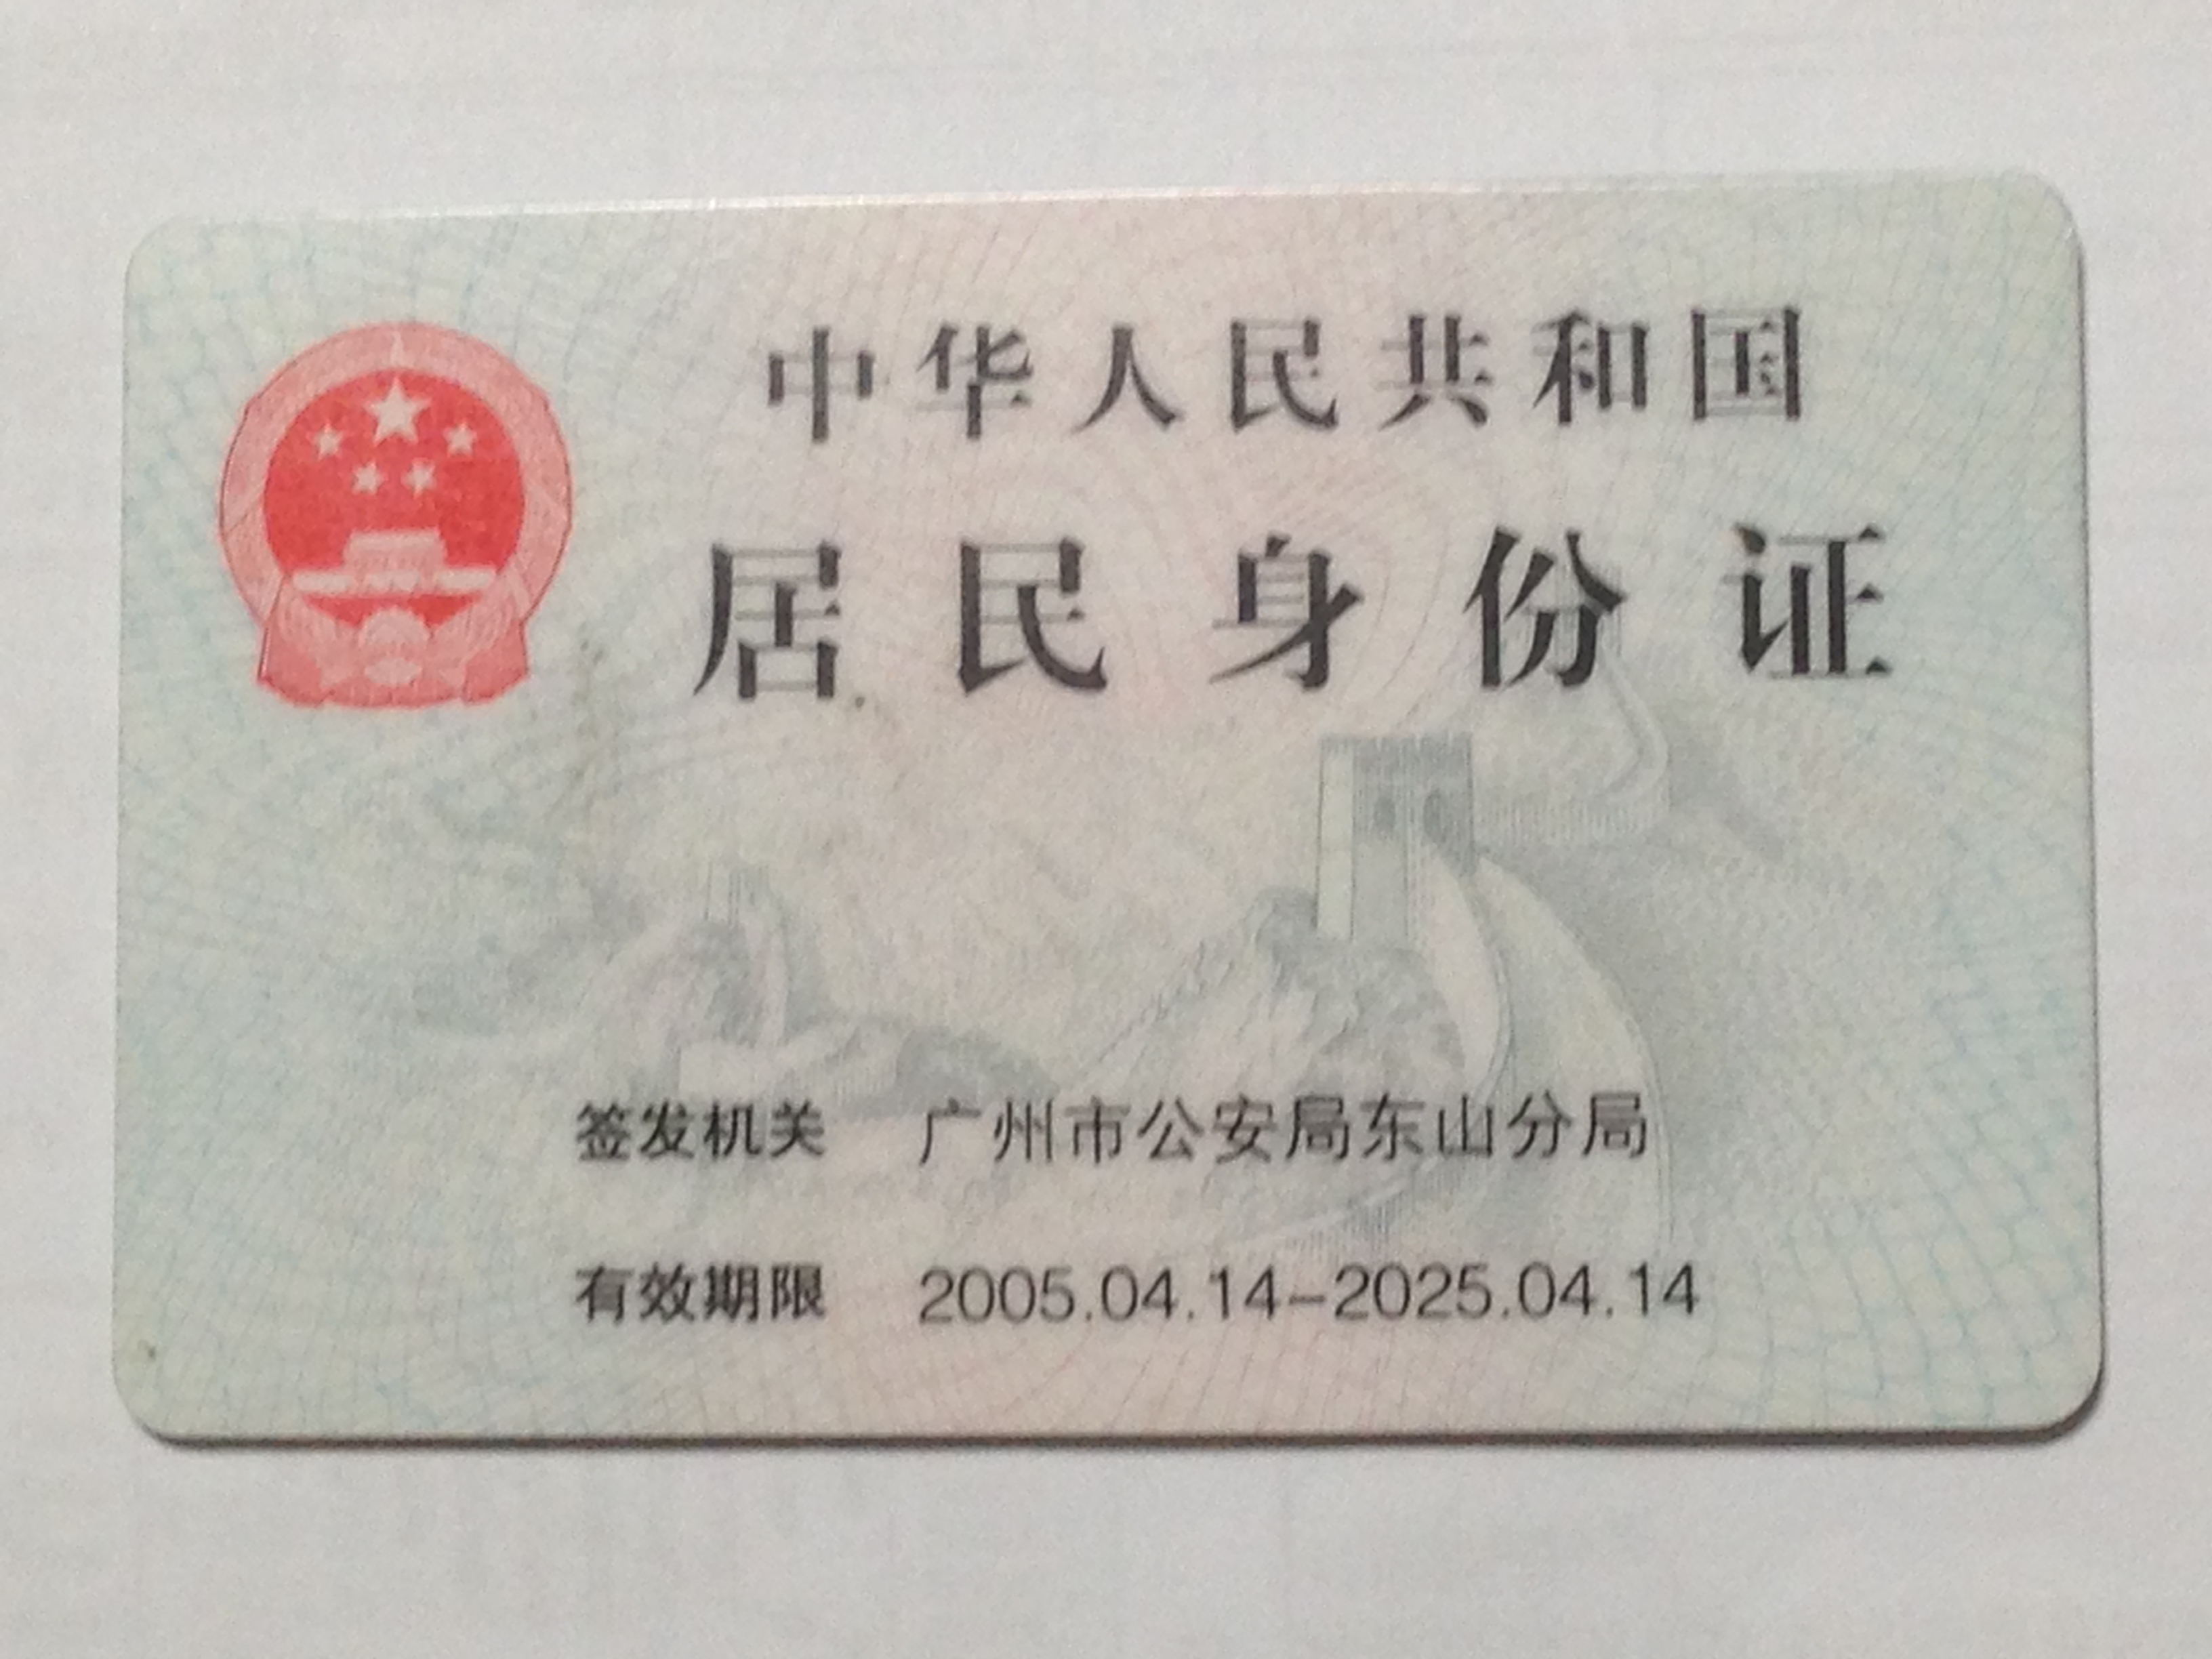 中华人民共和国
居民身份证
签发机关 广州市公安局东山分局
有效期限 2005.04.14-2025.04.14